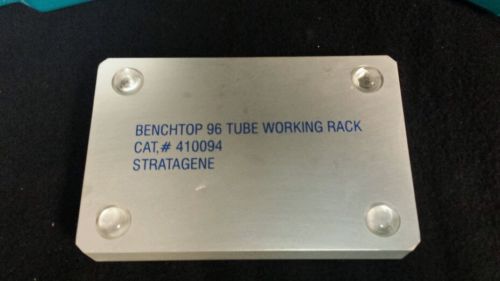 BENCHTOP 96 TUBE WORKING RACK
CAT,# 410094
STRATAGENE